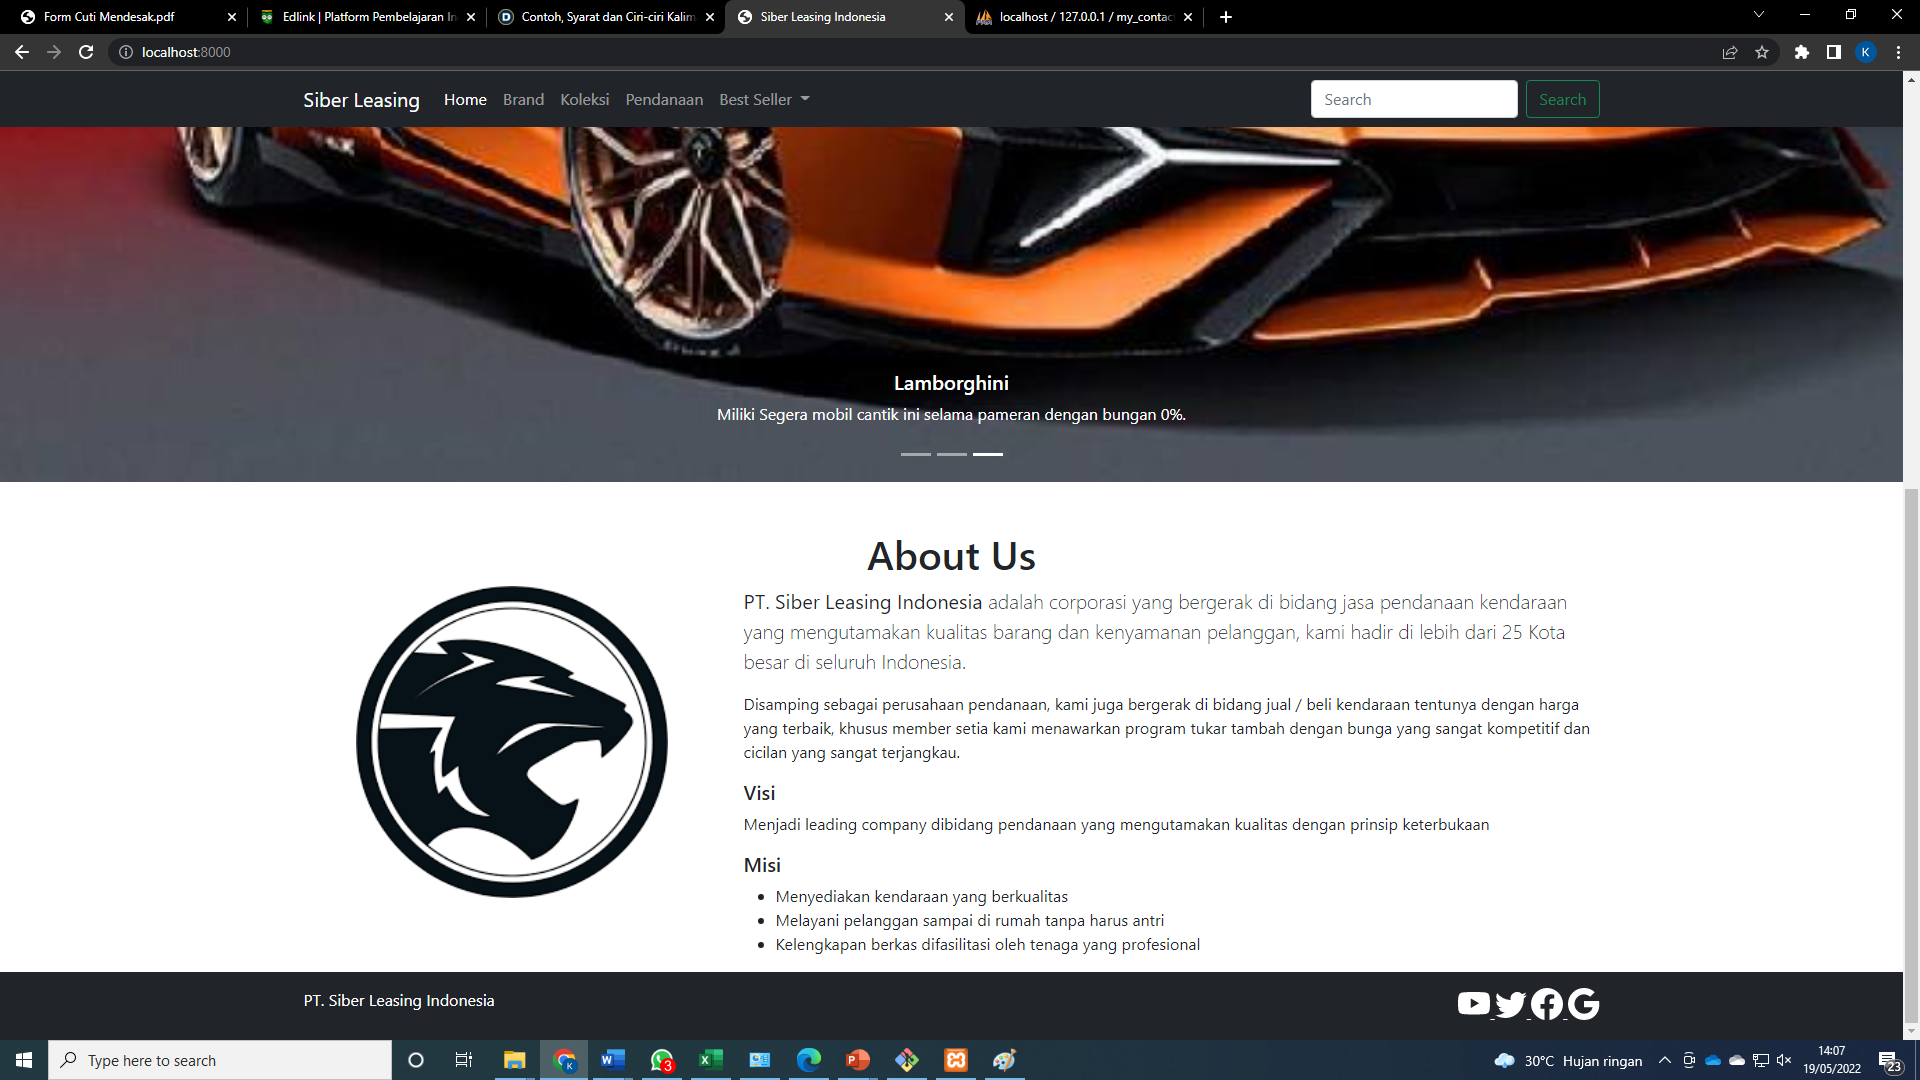 Form Cuti Mendesak.pdf
Edlink | Platform Pembelajaran In
Contoh, Syarat dan Ciri-ciri Kalim
Siber Leasing Indonesia
localhost / 127.0.0.1 / my_contac
localhost:8000
K
Siber Leasing Home Brand Koleksi Pendanaan Best Seller Search Search
Lamborghini
Miliki Segera mobil cantik ini selama pameran dengan bungan 0%.
About Us
PT. Siber Leasing Indonesia adalah corporasi yang bergerak di bidang jasa pendanaan kendaraan
yang mengutamakan kualitas barang dan kenyamanan pelanggan, kami hadir di lebih dari 25 Kota
besar di seluruh Indonesia.
Disamping sebagai perusahaan pendanaan, kami juga bergerak di bidang jual / beli kendaraan tentunya dengan harga
yang terbaik, khusus member setia kami menawarkan program tukar tambah dengan bunga yang sangat kompetitif dan
cicilan yang sangat terjangkau.
Visi
Menjadi leading company dibidang pendanaan yang mengutamakan kualitas dengan prinsip keterbukaan
Misi
Menyediakan kendaraan yang berkualitas
Melayani pelanggan sampai di rumah tanpa harus antri
Kelengkapan berkas difasilitasi oleh tenaga yang profesional
PT. Siber Leasing Indonesia
Type here to search
3
30°C Hujan ringan
14:07
19/05/2022
23